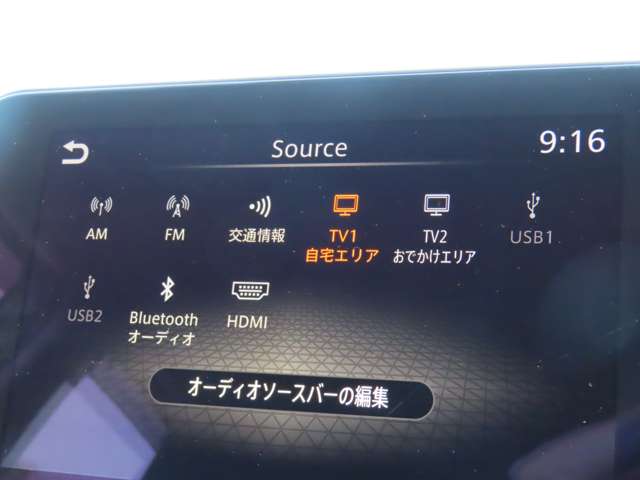 Source
9:16
AM
FM
交通情報
TV1
自宅エリア
TV2
おでかけエリア
USB1
USB2
Bluetooth
オーディオ
HDMI
オーディオソースバーの編集